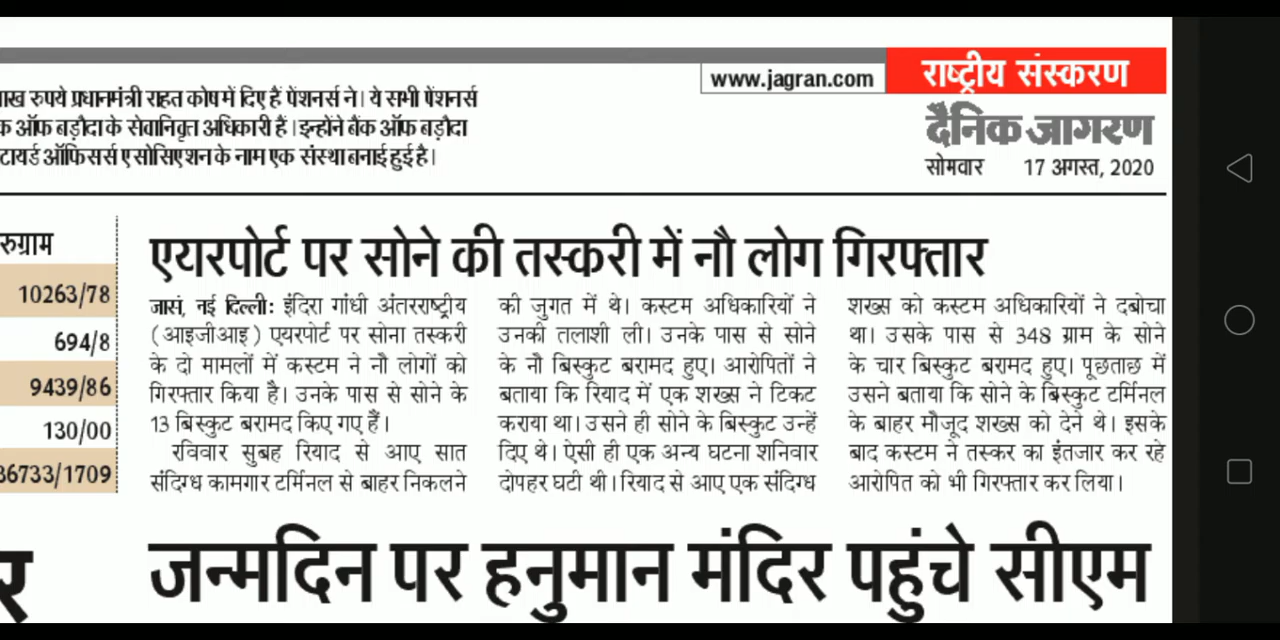 www.jagran.com
राष्ट्रीय संस्करण
दैनिक जागरण
सोमवार 17 अगस्त, 2020
रुपये प्रधानमंत्री राहत कोष में दिए हैं पेंशनर्स ने। ये सभी पेंशनर्स
ऑफ बड़ौदा के सेवानिवृत अधिकारी हैं। इन्होंने बैंक ऑफ बड़ौदा
ऑफिसर्स एसोसिएशन के नाम एक संस्था बनाई हुई है।
10263/78
694/8
9439/86
130/00
36733/1709
एयरपोर्ट पर सोने की तस्करी में नौ लोग गिरफ्तार
जासं, नई दिल्ली: इंदिरा गांधी अंतरराष्ट्रीय
(आइजीआइ) एयरपोर्ट पर सोना तस्करी
के दो मामलों में कस्टम ने नौ लोगों को
गिरफ्तार किया है। उनके पास से सोने के
13 बिस्कुट बरामद किए गए हैं।
रविवार सुबह रियाद से आए सात
संदिग्ध कामगार टर्मिनल से बाहर निकलने
की जुगत में थे। कस्टम अधिकारियों ने
उनकी तलाशी ली। उनके पास से सोने
के नौ बिस्कुट बरामद हुए। आरोपितों ने
बताया कि रियाद में एक शख्स ने टिकट
कराया था। उसने ही सोने के बिस्कुट उन्हें
दिए थे। ऐसी ही एक अन्य घटना शनिवार
दोपहर घटी थी। रियाद से आए एक संदिग्ध
शख्स को कस्टम अधिकारियों ने दबोचा
था। उसके पास से 348 ग्राम के सोने
के चार बिस्कुट बरामद हुए। पूछताछ में
उसने बताया कि सोने के बिस्कुट टर्मिनल
के बाहर मौजूद शख्स को देने थे। इसके
बाद कस्टम ने तस्कर का इंतजार कर रहे
आरोपित को भी गिरफ्तार कर लिया।
जन्मदिन पर हनुमान मंदिर पहुंचे सीएम